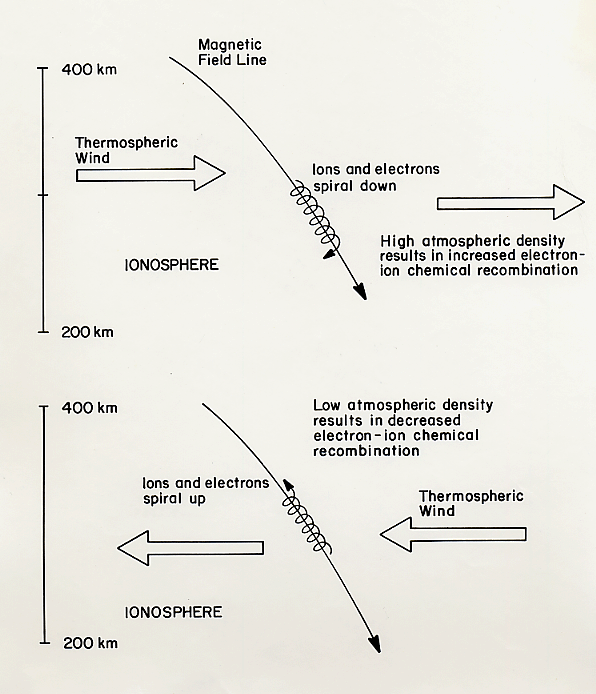 Magnetic
Field Line
400 km
Thermospheric
Wind
Ions and electrons
spiral down
High atmospheric density
results in increased electron-
ion chemical recombination
IONOSPHERE
200 km
400 km
Low atmospheric density
results in decreased
electron-ion chemical
recombination
Ions and electrons
spiral up
Thermospheric
Wind
IONOSPHERE
200 km